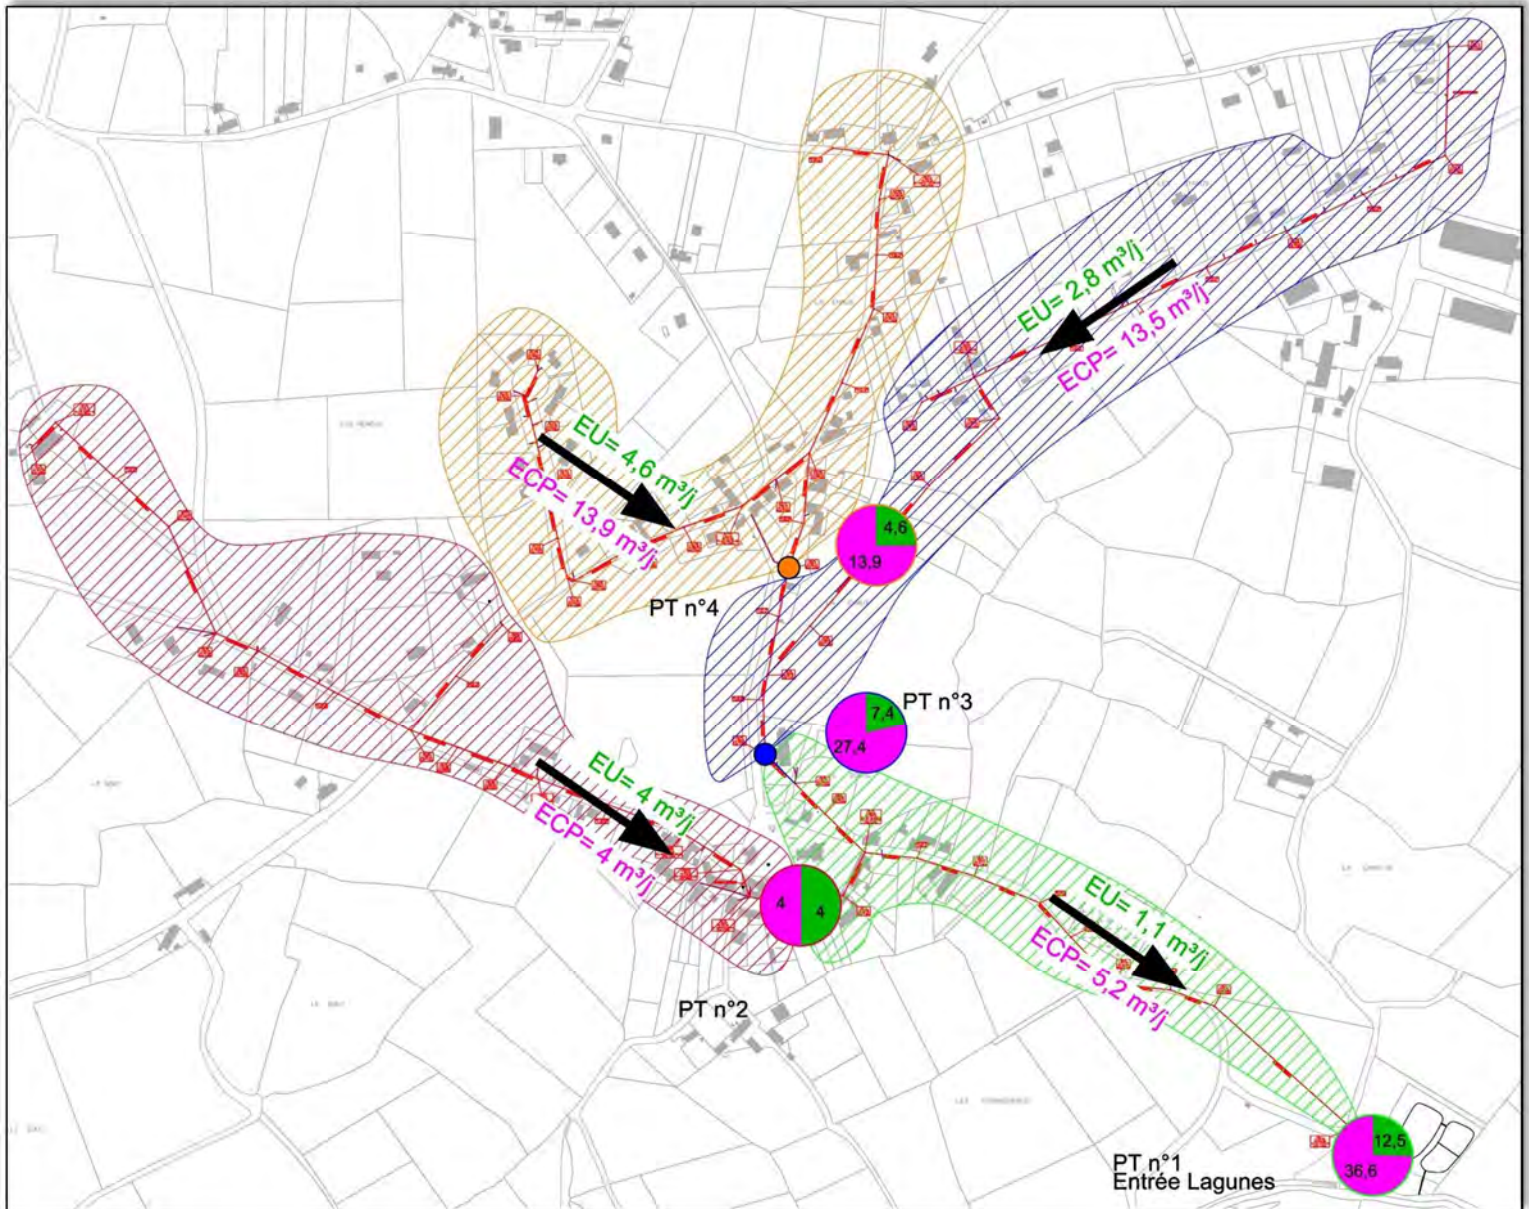 EU= 2,8 m³/j
ECP= 13,5 m³/j
EU= 4,6 m³/j
ECP= 13,9 m³/j
4,6
13,9
PT n°4
PT n°3
7,4
27,4
EU= 4 m³/j
ECP= 4 m³/j
4
4
EU= 1,1 m³/j
ECP= 5,2 m³/j
PT n°2
12,5
36,6
PT n°1
Entrée Lagunes